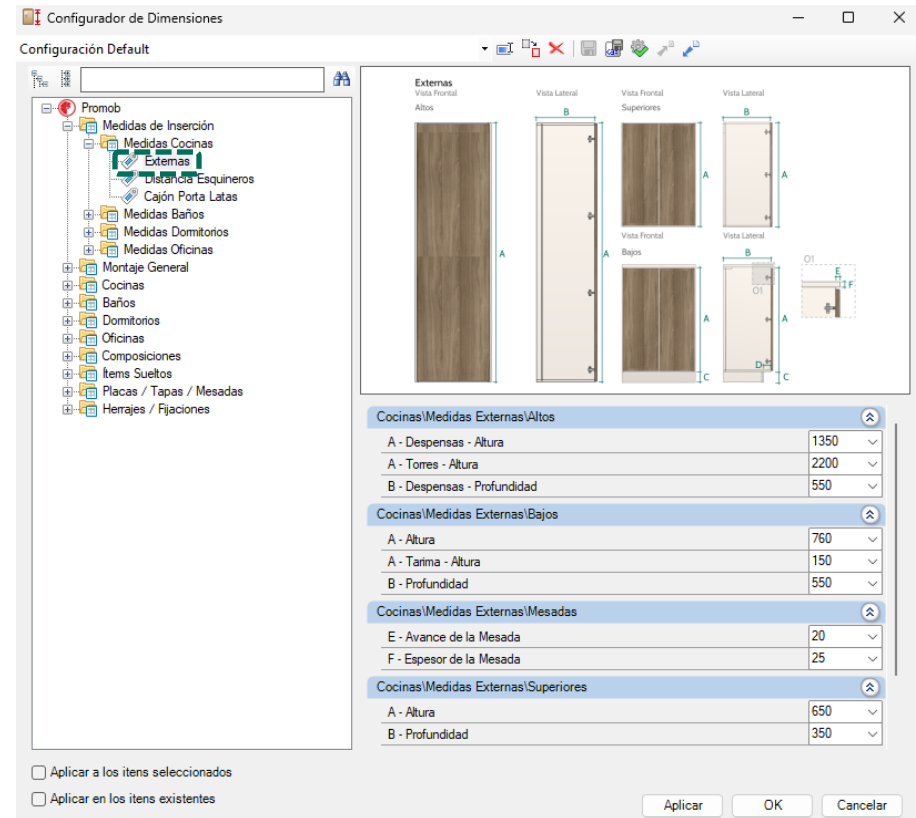 Configurador de Dimensiones
Configuración Default
Promob
Medidas de Inserción
Medidas Cocinas
Externas
Distancia Esquineros
Cajón Porta Latas
Medidas Baños
Medidas Dormitorios
Medidas Oficinas
Montaje General
Cocinas
Baños
Dormitorios
Oficinas
Composiciones
Ítems Sueltos
Placas / Tapas / Mesadas
Herrajes / Fijaciones
Externas
Vista Frontal Vista Lateral Vista Frontal Vista Lateral
Altos B Superiores B
A A
Vista Frontal Vista Lateral
A A Bajos B O1
E
F
O1
A A
D
C C
Cocinas\Medidas Externas\Altos
A - Despensas - Altura 1350
A - Torres - Altura 2200
B - Despensas - Profundidad 550
Cocinas\Medidas Externas\Bajos
A - Altura 760
A - Tarima - Altura 150
B - Profundidad 550
Cocinas\Medidas Externas\Mesadas
E - Avance de la Mesada 20
F - Espesor de la Mesada 25
Cocinas\Medidas Externas\Superiores
A - Altura 650
B - Profundidad 350
Aplicar a los itens seleccionados
Aplicar en los itens existentes
Aplicar OK Cancelar